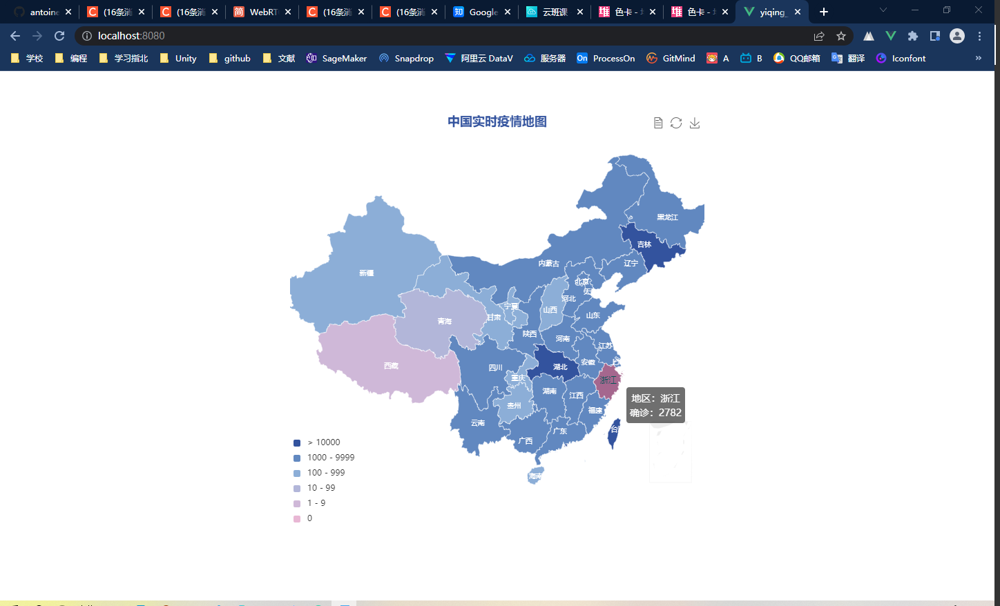 antoine
(16条消
(16条消
WebRT
(16条消
(16条消
Google
云班课
色卡 -
色卡 -
yiqing_
localhost:8080
学校
编程
学习指北
Unity
github
文献
SageMaker
Snapdrop
阿里云 DataV
服务器
On ProcessOn
GitMind
A
B
QQ邮箱
翻译
Iconfont
中国实时疫情地图
黑龙江
吉林
内蒙古
辽宁
新疆
北京
河北
宁夏
山西
山东
甘肃
青海
陕西
河南
江苏
西藏
四川
湖北
安徽
上
重庆
浙江
湖南
江西
贵州
福建
云南
广东
广西
台
海南
地区：浙江
确诊：2782
> 10000
1000 - 9999
100 - 999
10 - 99
1 - 9
0